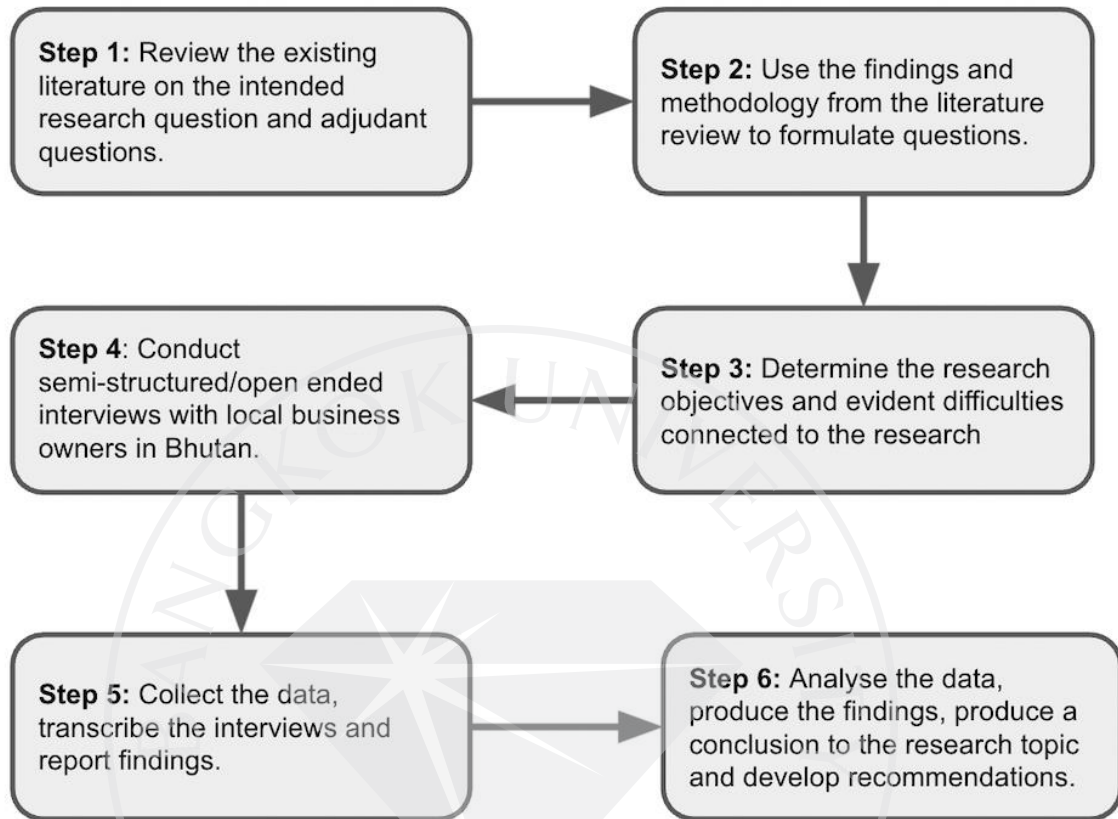 Step 1: Review the existing
literature on the intended
research question and adjudant
questions.
Step 2: Use the findings and
methodology from the literature
review to formulate questions.
Step 3: Determine the research
objectives and evident difficulties
connected to the research
Step 4: Conduct
semi-structured/open ended
interviews with local business
owners in Bhutan.
Step 5: Collect the data,
transcribe the interviews and
report findings.
Step 6: Analyse the data,
produce the findings, produce a
conclusion to the research topic
and develop recommendations.
BANGKOK UNIVERSITY